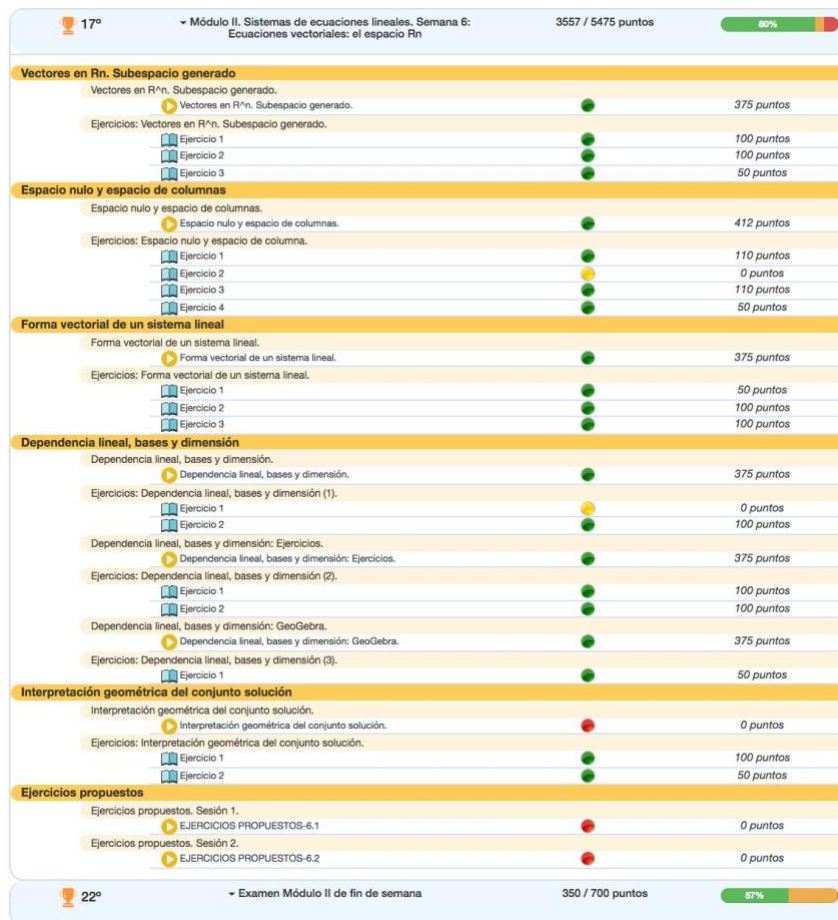 17º ▾ Módulo II. Sistemas de ecuaciones lineales. Semana 6: 3557 / 5475 puntos 80%
Ecuaciones vectoriales: el espacio Rn
Vectores en Rn. Subespacio generado
Vectores en R^n. Subespacio generado.
Vectores en R^n. Subespacio generado. 375 puntos
Ejercicios: Vectores en R^n. Subespacio generado.
Ejercicio 1 100 puntos
Ejercicio 2 100 puntos
Ejercicio 3 50 puntos
Espacio nulo y espacio de columnas
Espacio nulo y espacio de columnas.
Espacio nulo y espacio de columnas. 412 puntos
Ejercicios: Espacio nulo y espacio de columna.
Ejercicio 1 110 puntos
Ejercicio 2 0 puntos
Ejercicio 3 110 puntos
Ejercicio 4 50 puntos
Forma vectorial de un sistema lineal
Forma vectorial de un sistema lineal.
Forma vectorial de un sistema lineal. 375 puntos
Ejercicios: Forma vectorial de un sistema lineal.
Ejercicio 1 50 puntos
Ejercicio 2 100 puntos
Ejercicio 3 100 puntos
Dependencia lineal, bases y dimensión
Dependencia lineal, bases y dimensión.
Dependencia lineal, bases y dimensión. 375 puntos
Ejercicios: Dependencia lineal, bases y dimensión (1).
Ejercicio 1 0 puntos
Ejercicio 2 100 puntos
Dependencia lineal, bases y dimensión: Ejercicios.
Dependencia lineal, bases y dimensión: Ejercicios. 375 puntos
Ejercicios: Dependencia lineal, bases y dimensión (2).
Ejercicio 1 100 puntos
Ejercicio 2 100 puntos
Dependencia lineal, bases y dimensión: GeoGebra.
Dependencia lineal, bases y dimensión: GeoGebra. 375 puntos
Ejercicios: Dependencia lineal, bases y dimensión (3).
Ejercicio 1 50 puntos
Interpretación geométrica del conjunto solución
Interpretación geométrica del conjunto solución.
Interpretación geométrica del conjunto solución. 0 puntos
Ejercicios: Interpretación geométrica del conjunto solución.
Ejercicio 1 100 puntos
Ejercicio 2 50 puntos
Ejercicios propuestos
Ejercicios propuestos. Sesión 1.
EJERCICIOS PROPUESTOS-6.1 0 puntos
Ejercicios propuestos. Sesión 2.
EJERCICIOS PROPUESTOS-6.2 0 puntos
22º ▾ Examen Módulo II de fin de semana 350 / 700 puntos 57%